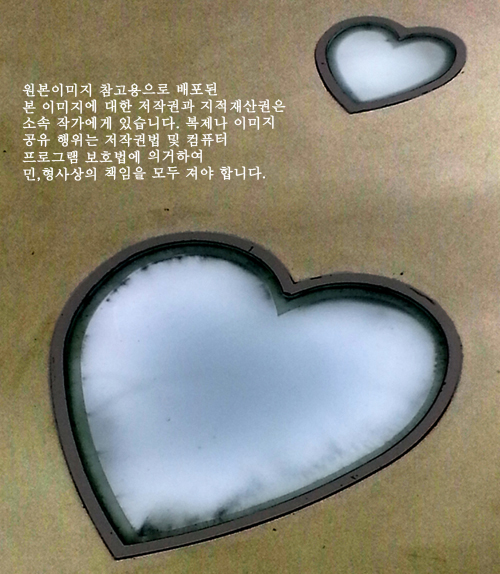 원본이미지 참고용으로 배포된
본 이미지에 대한 저작권과 지적재산권은
소속 작가에게 있습니다. 복제나 이미지
공유 행위는 저작권법 및 컴퓨터
프로그램 보호법에 의거하여
민,형사상의 책임을 모두 져야 합니다.